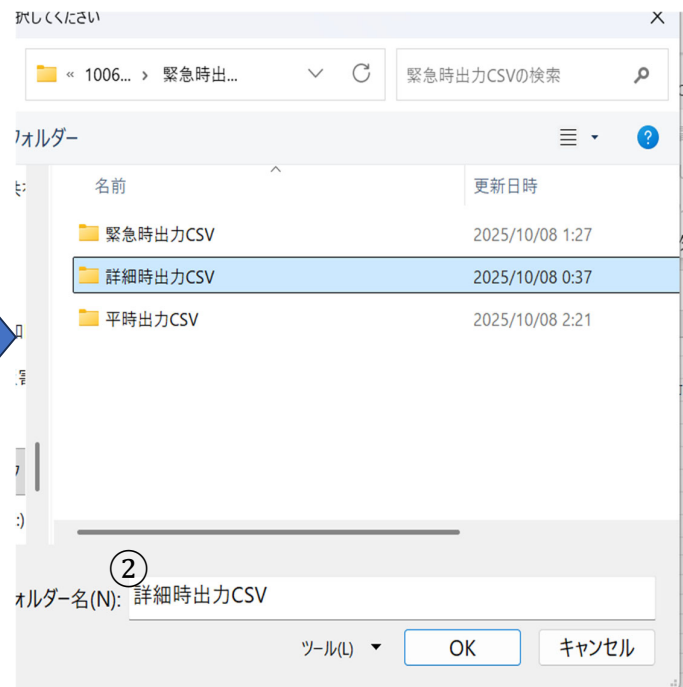 択してください
« 1006... › 緊急時出...
緊急時出力CSVの検索
フォルダー
名前
更新日時
緊急時出力CSV
2025/10/08 1:27
詳細時出力CSV
2025/10/08 0:37
平時出力CSV
2025/10/08 2:21
:)
②
ォルダー名(N):
詳細時出力CSV
ツール(L)
OK
キャンセル